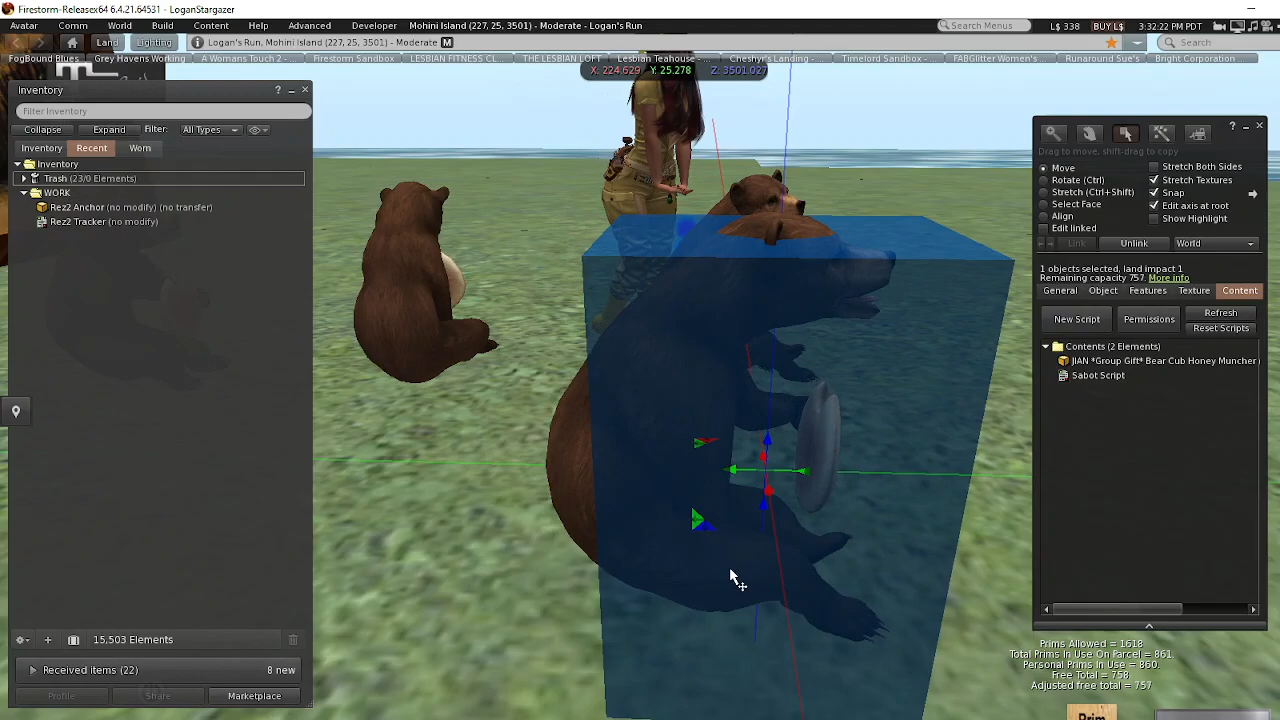 Firestorm-Releasex64 6.4.21.64531 - LoganStargazer
Avatar Comm World Build Content Help Advanced Developer Mohini Island (227, 25, 3501) - Moderate - Logan's Run Search Menus L$ 338 BUY L$ 3:32:22 PM PDT
Land Lighting Logan's Run, Mohini Island (227, 25, 3501) - Moderate M Search
FogBound Blues Grey Havens Working A Womans Touch 2 - ... Firestorm Sandbox LESBIAN FITNESS CL... THE LESBIAN LOFT Lesbian Teahouse - ... Cheshyr's Landing - ... Timelord Sandbox - ... FABGlitter Women's ... Runaround Sue's Bright Corporation ...
X: 224.629 Y: 25.278 Z: 3501.027
Inventory ? _ ×
Filter Inventory
Collapse Expand Filter: All Types
Inventory Recent Worn
Inventory
Trash (23/0 Elements)
WORK
Rez2 Anchor (no modify) (no transfer)
Rez2 Tracker (no modify)
15,503 Elements
Received items (22) 8 new
Profile Share Marketplace
Drag to move, shift-drag to copy
Move
Rotate (Ctrl)
Stretch (Ctrl+Shift)
Select Face
Align
Edit linked
Stretch Both Sides
Stretch Textures
Snap
Edit axis at root
Show Highlight
Link Unlink World
1 objects selected, land impact 1
Remaining capacity 757. More info
General Object Features Texture Content
New Script Permissions Refresh
Reset Scripts
Contents (2 Elements)
JIAN *Group Gift* Bear Cub Honey Muncher
Sabot Script
Prims Allowed = 1618
Total Prims In Use On Parcel = 861.
Personal Prims In Use = 860.
Free Total = 758
Adjusted free total = 757
Prim